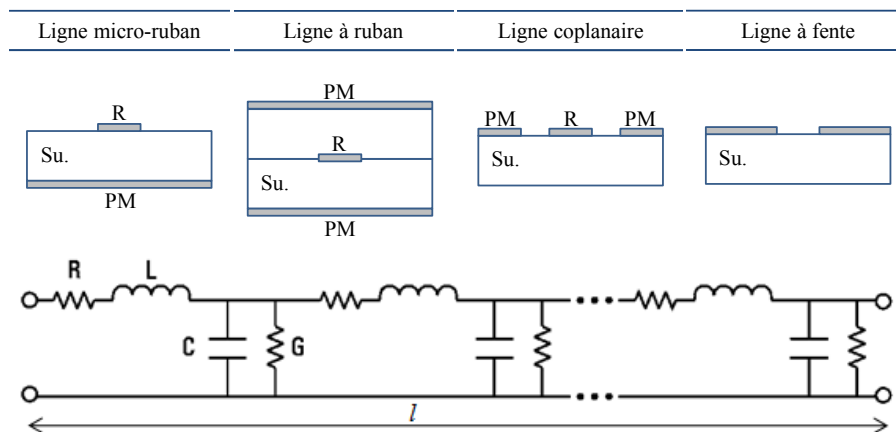 Ligne micro-ruban Ligne à ruban Ligne coplanaire Ligne à fente
PM
R PM R PM
R
Su. Su. Su.
Su.
PM
PM
R L
C G
l